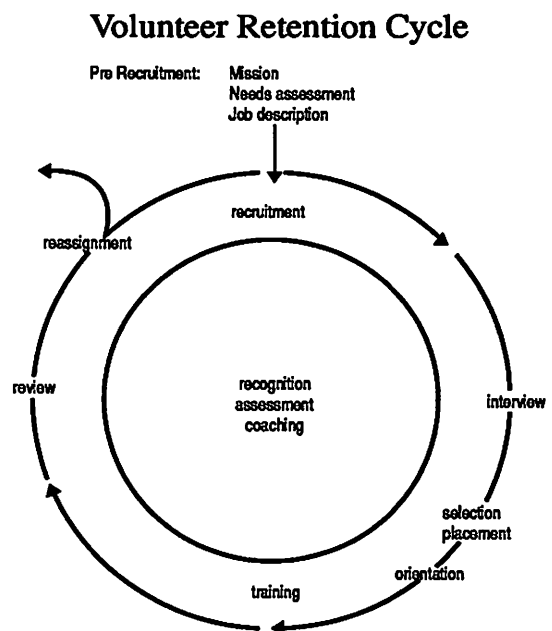 Volunteer Retention Cycle
Pre Recruitment: Mission
Needs assessment
Job description
recruitment
reassignment
review
recognition
assessment
coaching
interview
selection
placement
orientation
training